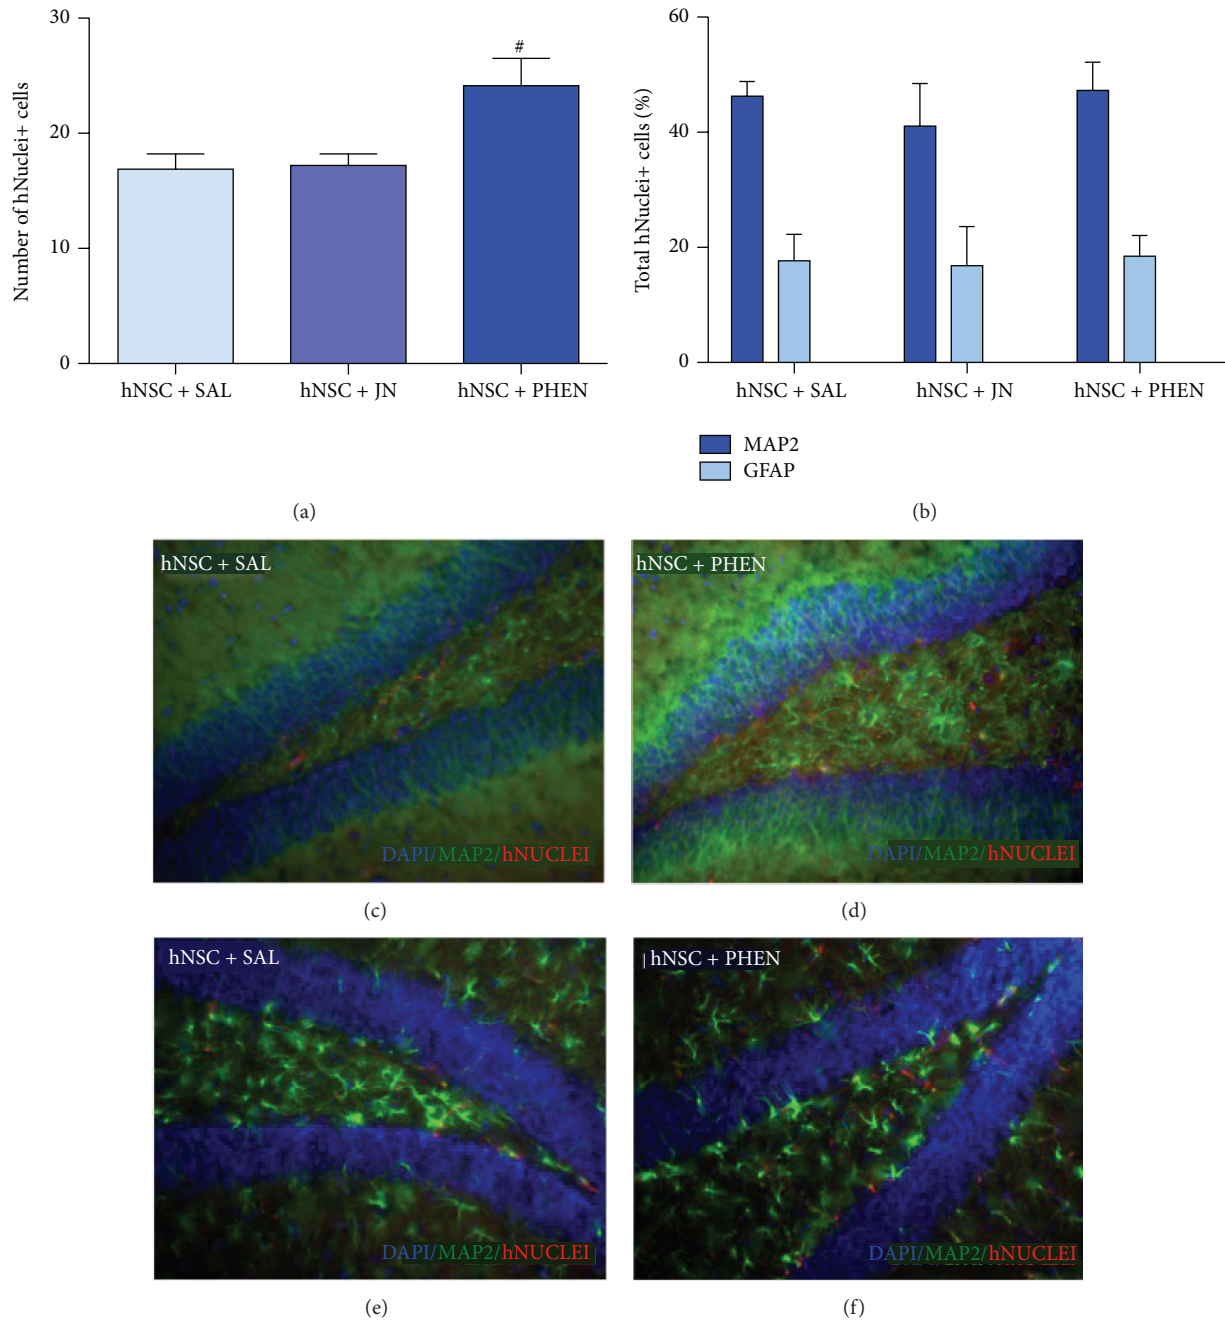 30
20
10
0
Number of hNuclei+ cells
#
hNSC + SAL
hNSC + JN
hNSC + PHEN
(a)
60
40
20
0
Total hNuclei+ cells (%)
hNSC + SAL
hNSC + JN
hNSC + PHEN
MAP2
GFAP
(b)
hNSC + SAL
DAPI/MAP2/hNUCLEI
(c)
hNSC + PHEN
DAPI/MAP2/hNUCLEI
(d)
hNSC + SAL
DAPI/MAP2/hNUCLEI
(e)
hNSC + PHEN
DAPI/MAP2/hNUCLEI
(f)